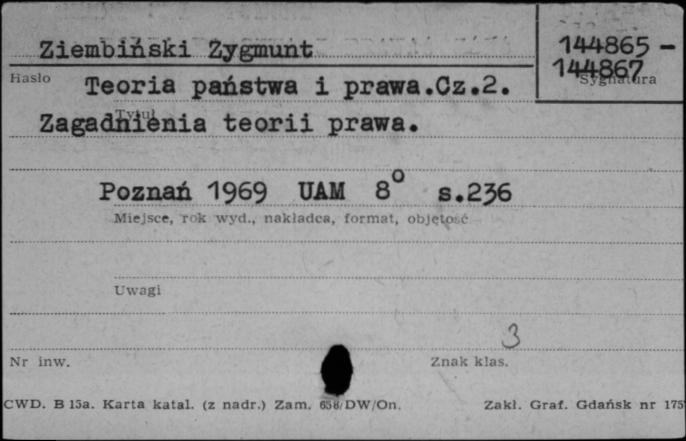 Ziembiński Zygmunt
144865 -
144867
Hasło
Sygnatura
Teoria państwa i prawa.Cz.2.
Tytuł
Zagadnienia teorii prawa.
Poznań 1969 UAM 8° s.236
Miejsce, rok wyd., nakładca, format, objętość
Uwagi
3
Nr inw.
Znak klas.
CWD. B 15a. Karta katal. (z nadr.) Zam. 658/DW/On.
Zakł. Graf. Gdańsk nr 175